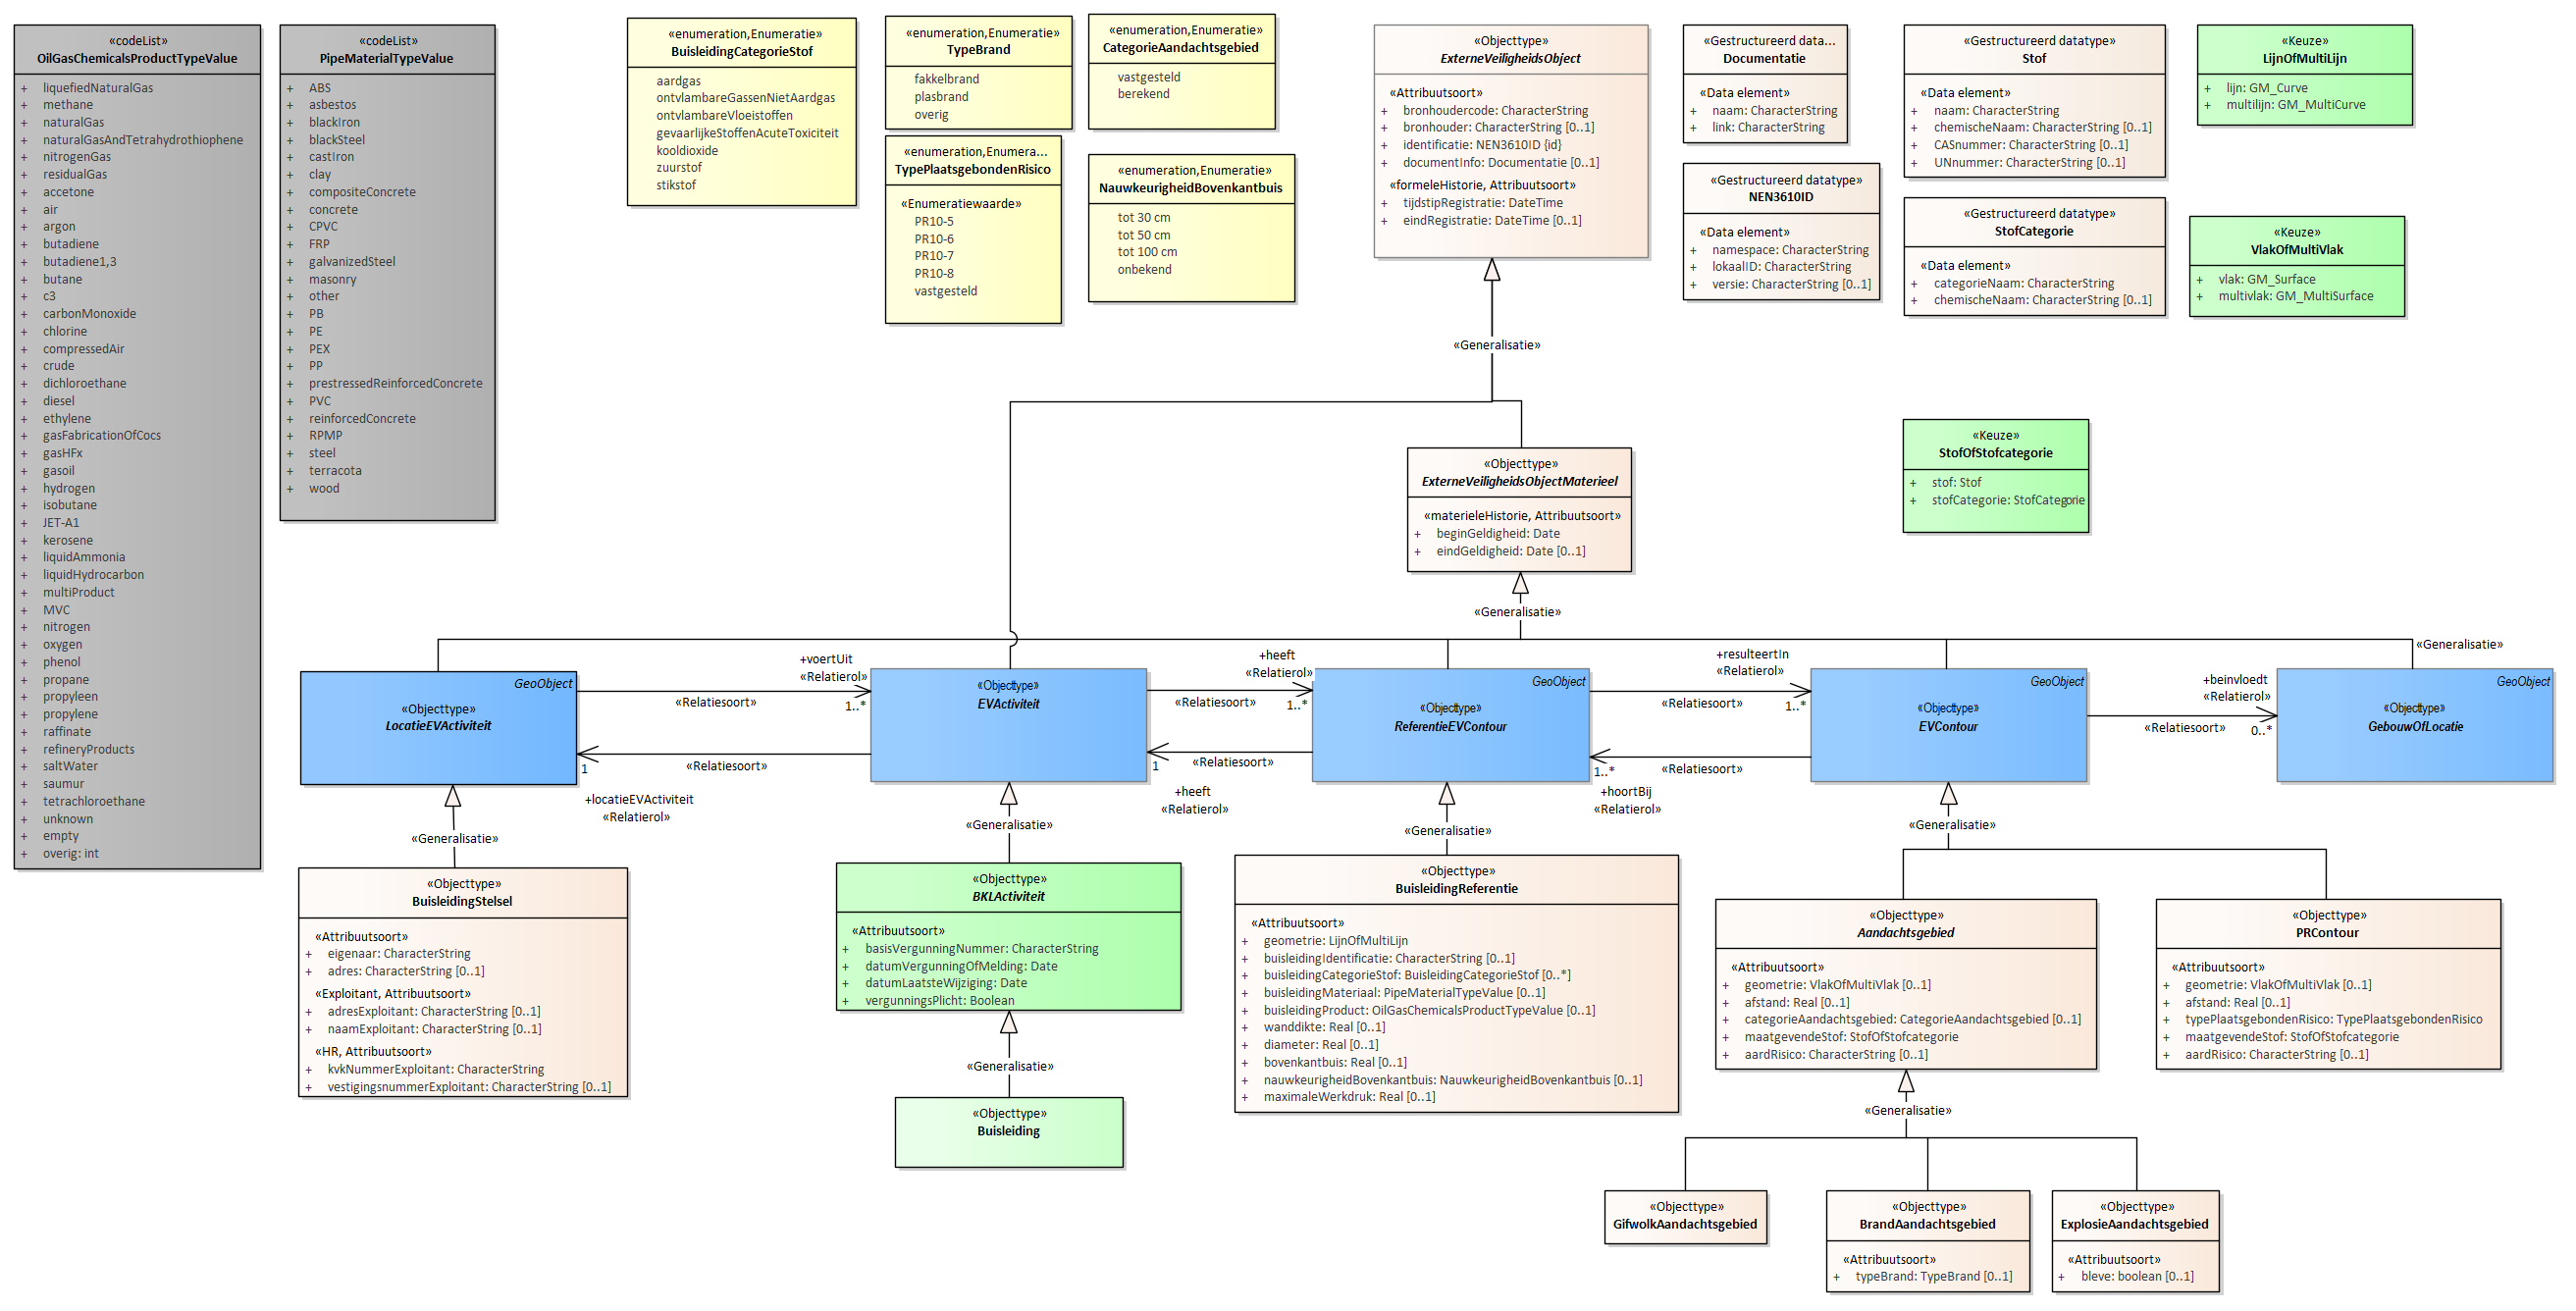 «codeList»
OilGasChemicalsProductTypeValue
+ liquefiedNaturalGas
+ methane
+ naturalGas
+ naturalGasAndTetrahydrothiophene
+ nitrogenGas
+ residualGas
+ accetone
+ air
+ argon
+ butadiene
+ butadiene1,3
+ butane
+ c3
+ carbonMonoxide
+ chlorine
+ compressedAir
+ crude
+ dichloroethane
+ diesel
+ ethylene
+ gasFabricationOfCocs
+ gasHFx
+ gasoil
+ hydrogen
+ isobutane
+ JET-A1
+ kerosene
+ liquidAmmonia
+ liquidHydrocarbon
+ multiProduct
+ MVC
+ nitrogen
+ oxygen
+ phenol
+ propane
+ propyleen
+ propylene
+ raffinate
+ refineryProducts
+ saltWater
+ saumur
+ tetrachloroethane
+ unknown
+ empty
+ overig: int
«codeList»
PipeMaterialTypeValue
+ ABS
+ asbestos
+ blackIron
+ blackSteel
+ castIron
+ clay
+ compositeConcrete
+ concrete
+ CPVC
+ FRP
+ galvanizedSteel
+ masonry
+ other
+ PB
+ PE
+ PEX
+ PP
+ prestressedReinforcedConcrete
+ PVC
+ reinforcedConcrete
+ RPMP
+ steel
+ terracota
+ wood
«enumeration,Enumeratie»
BuisleidingCategorieStof
aardgas
ontvlambareGassenNietAardgas
ontvlambareVloeistoffen
gevaarlijkeStoffenAcuteToxiciteit
kooldioxide
zuurstof
stikstof
«enumeration,Enumeratie»
TypeBrand
fakkelbrand
plasbrand
overig
«enumeration,Enumera...
TypePlaatsgebondenRisico
«Enumeratiewaarde»
PR10-5
PR10-6
PR10-7
PR10-8
vastgesteld
«enumeration,Enumeratie»
CategorieAandachtsgebied
vastgesteld
berekend
«enumeration,Enumeratie»
NauwkeurigheidBovenkantbuis
tot 30 cm
tot 50 cm
tot 100 cm
onbekend
«Objecttype»
ExterneVeiligheidsObject
«Attribuutsoort»
+ bronhoudercode: CharacterString
+ bronhouder: CharacterString [0..1]
+ identificatie: NEN3610ID {id}
+ documentInfo: Documentatie [0..1]
«formeleHistorie, Attribuutsoort»
+ tijdstipRegistratie: DateTime
+ eindRegistratie: DateTime [0..1]
«Gestructureerd data...
Documentatie
«Data element»
+ naam: CharacterString
+ link: CharacterString
«Gestructureerd datatype»
NEN3610ID
«Data element»
+ namespace: CharacterString
+ lokaalID: CharacterString
+ versie: CharacterString [0..1]
«Gestructureerd datatype»
Stof
«Data element»
+ naam: CharacterString
+ chemischeNaam: CharacterString [0..1]
+ CASnummer: CharacterString [0..1]
+ UNnummer: CharacterString [0..1]
«Gestructureerd datatype»
StofCategorie
«Data element»
+ categorieNaam: CharacterString
+ chemischeNaam: CharacterString [0..1]
«Keuze»
LijnOfMultiLijn
+ lijn: GM_Curve
+ multilijn: GM_MultiCurve
«Keuze»
VlakOfMultiVlak
+ vlak: GM_Surface
+ multivlak: GM_MultiSurface
«Generalisatie»
«Keuze»
StofOfStofcategorie
+ stof: Stof
+ stofCategorie: StofCategorie
«Objecttype»
ExterneVeiligheidsObjectMaterieel
«materieleHistorie, Attribuutsoort»
+ beginGeldigheid: Date
+ eindGeldigheid: Date [0..1]
«Generalisatie»
«Generalisatie»
GeoObject
«Objecttype»
LocatieEVActiviteit
+voertUit
«Relatierol»
«Relatiesoort»
1..*
«Relatiesoort»
1
+locatieEVActiviteit
«Relatierol»
«Objecttype»
EVActiviteit
+heeft
«Relatierol»
«Relatiesoort»
1..*
«Relatiesoort»
1
+heeft
«Relatierol»
GeoObject
«Objecttype»
ReferentieEVContour
+resulteertIn
«Relatierol»
«Relatiesoort»
1..*
«Relatiesoort»
1..*
+hoortBij
«Relatierol»
GeoObject
«Objecttype»
EVContour
+beinvloedt
«Relatierol»
«Relatiesoort»
0..*
GeoObject
«Objecttype»
GebouwOfLocatie
«Generalisatie»
«Generalisatie»
«Generalisatie»
«Generalisatie»
«Objecttype»
BuisleidingStelsel
«Attribuutsoort»
+ eigenaar: CharacterString
+ adres: CharacterString [0..1]
«Exploitant, Attribuutsoort»
+ adresExploitant: CharacterString [0..1]
+ naamExploitant: CharacterString [0..1]
«HR, Attribuutsoort»
+ kvkNummerExploitant: CharacterString
+ vestigingsnummerExploitant: CharacterString [0..1]
«Objecttype»
BKLActiviteit
«Attribuutsoort»
+ basisVergunningNummer: CharacterString
+ datumVergunningOfMelding: Date
+ datumLaatsteWijziging: Date
+ vergunningsPlicht: Boolean
«Generalisatie»
«Objecttype»
Buisleiding
«Objecttype»
BuisleidingReferentie
«Attribuutsoort»
+ geometrie: LijnOfMultiLijn
+ buisleidingIdentificatie: CharacterString [0..1]
+ buisleidingCategorieStof: BuisleidingCategorieStof [0..*]
+ buisleidingMateriaal: PipeMaterialTypeValue [0..1]
+ buisleidingProduct: OilGasChemicalsProductTypeValue [0..1]
+ wanddikte: Real [0..1]
+ diameter: Real [0..1]
+ bovenkantbuis: Real [0..1]
+ nauwkeurigheidBovenkantbuis: NauwkeurigheidBovenkantbuis [0..1]
+ maximaleWerkdruk: Real [0..1]
«Objecttype»
Aandachtsgebied
«Attribuutsoort»
+ geometrie: VlakOfMultiVlak [0..1]
+ afstand: Real [0..1]
+ categorieAandachtsgebied: CategorieAandachtsgebied [0..1]
+ maatgevendeStof: StofOfStofcategorie
+ aardRisico: CharacterString [0..1]
«Objecttype»
PRContour
«Attribuutsoort»
+ geometrie: VlakOfMultiVlak [0..1]
+ afstand: Real [0..1]
+ typePlaatsgebondenRisico: TypePlaatsgebondenRisico
+ maatgevendeStof: StofOfStofcategorie
+ aardRisico: CharacterString [0..1]
«Generalisatie»
«Objecttype»
GifwolkAandachtsgebied
«Objecttype»
BrandAandachtsgebied
«Attribuutsoort»
+ typeBrand: TypeBrand [0..1]
«Objecttype»
ExplosieAandachtsgebied
«Attribuutsoort»
+ bleve: boolean [0..1]